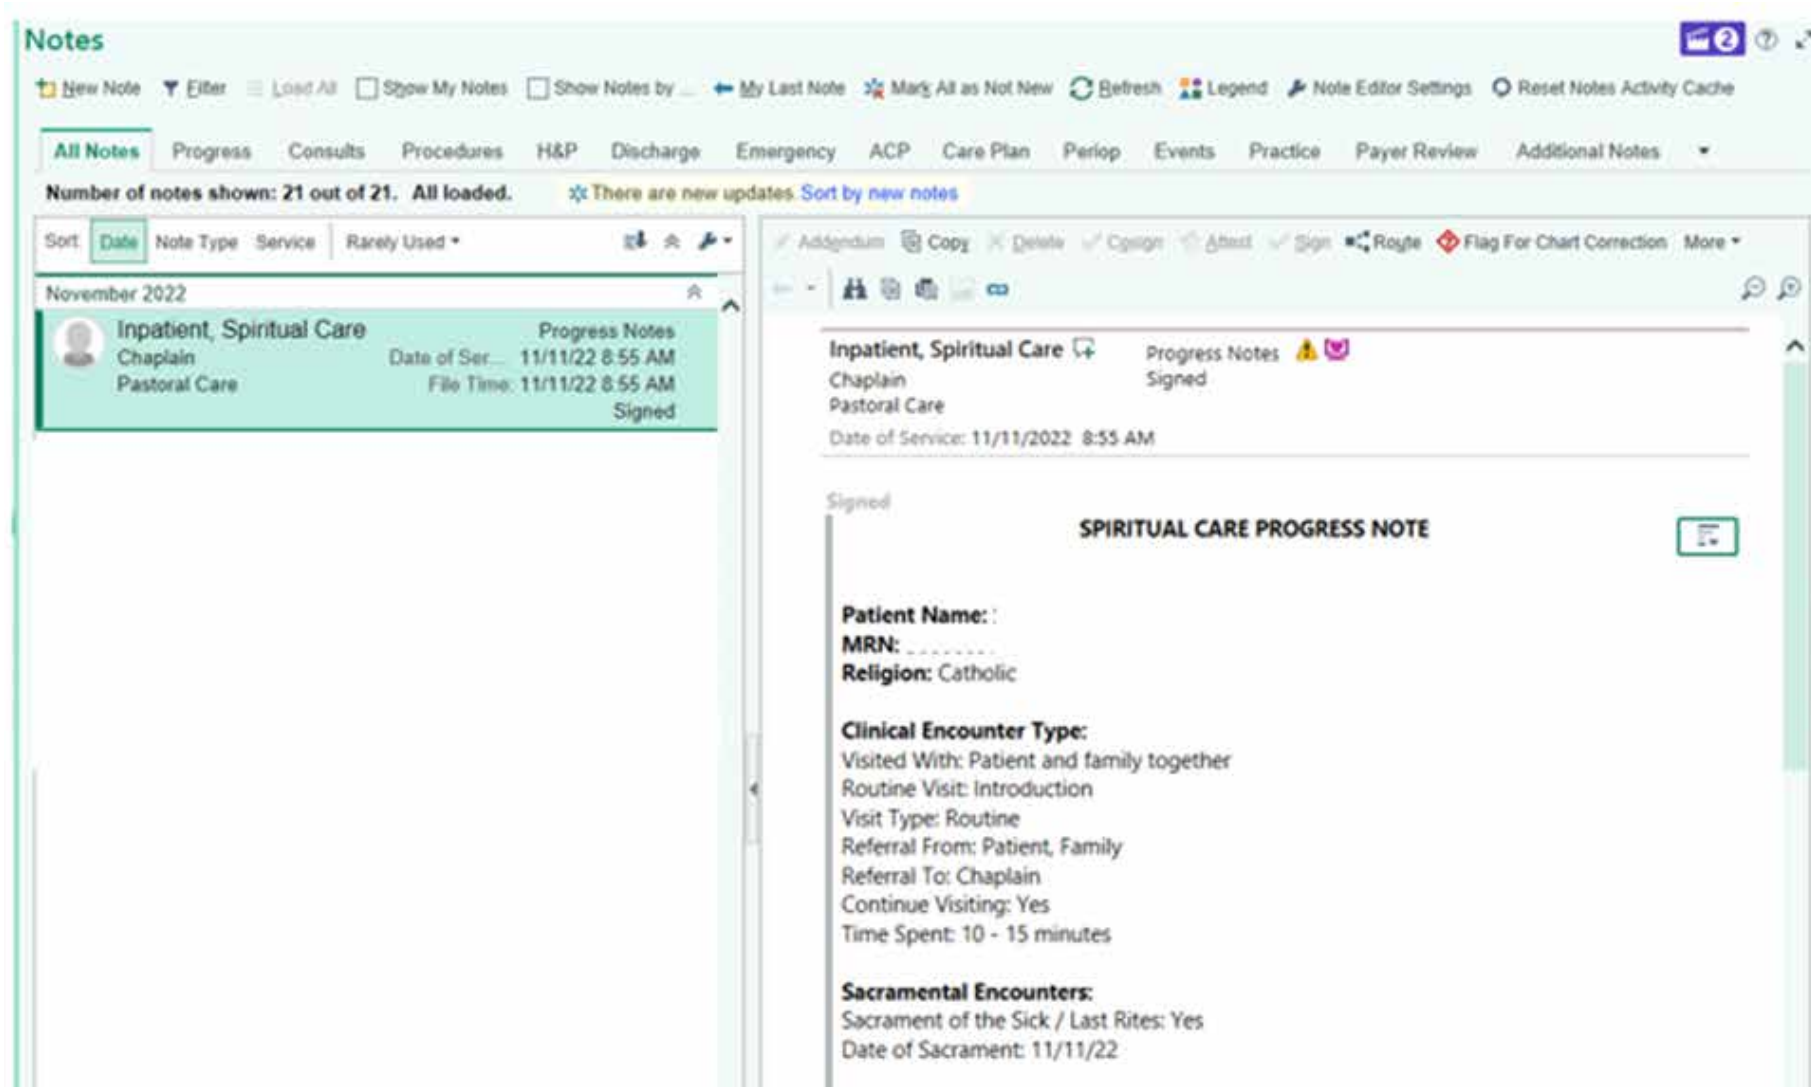 Notes
2
New Note Filter Load All Show My Notes Show Notes by ... My Last Note Mark All as Not New Refresh Legend Note Editor Settings Reset Notes Activity Cache
All Notes Progress Consults Procedures H&P Discharge Emergency ACP Care Plan Periop Events Practice Payer Review Additional Notes
Number of notes shown: 21 out of 21. All loaded. There are new updates. Sort by new notes
Sort: Date Note Type Service Rarely Used
November 2022
Inpatient, Spiritual Care Progress Notes
Chaplain Date of Ser... 11/11/22 8:55 AM
Pastoral Care File Time: 11/11/22 8:55 AM
Signed
Addendum Copy Delete Cosign Attest Sign Route Flag For Chart Correction More
Inpatient, Spiritual Care Progress Notes
Chaplain Signed
Pastoral Care
Date of Service: 11/11/2022 8:55 AM
Signed
SPIRITUAL CARE PROGRESS NOTE
Patient Name:
MRN:
Religion: Catholic
Clinical Encounter Type:
Visited With: Patient and family together
Routine Visit: Introduction
Visit Type: Routine
Referral From: Patient, Family
Referral To: Chaplain
Continue Visiting: Yes
Time Spent: 10 - 15 minutes
Sacramental Encounters:
Sacrament of the Sick / Last Rites: Yes
Date of Sacrament: 11/11/22